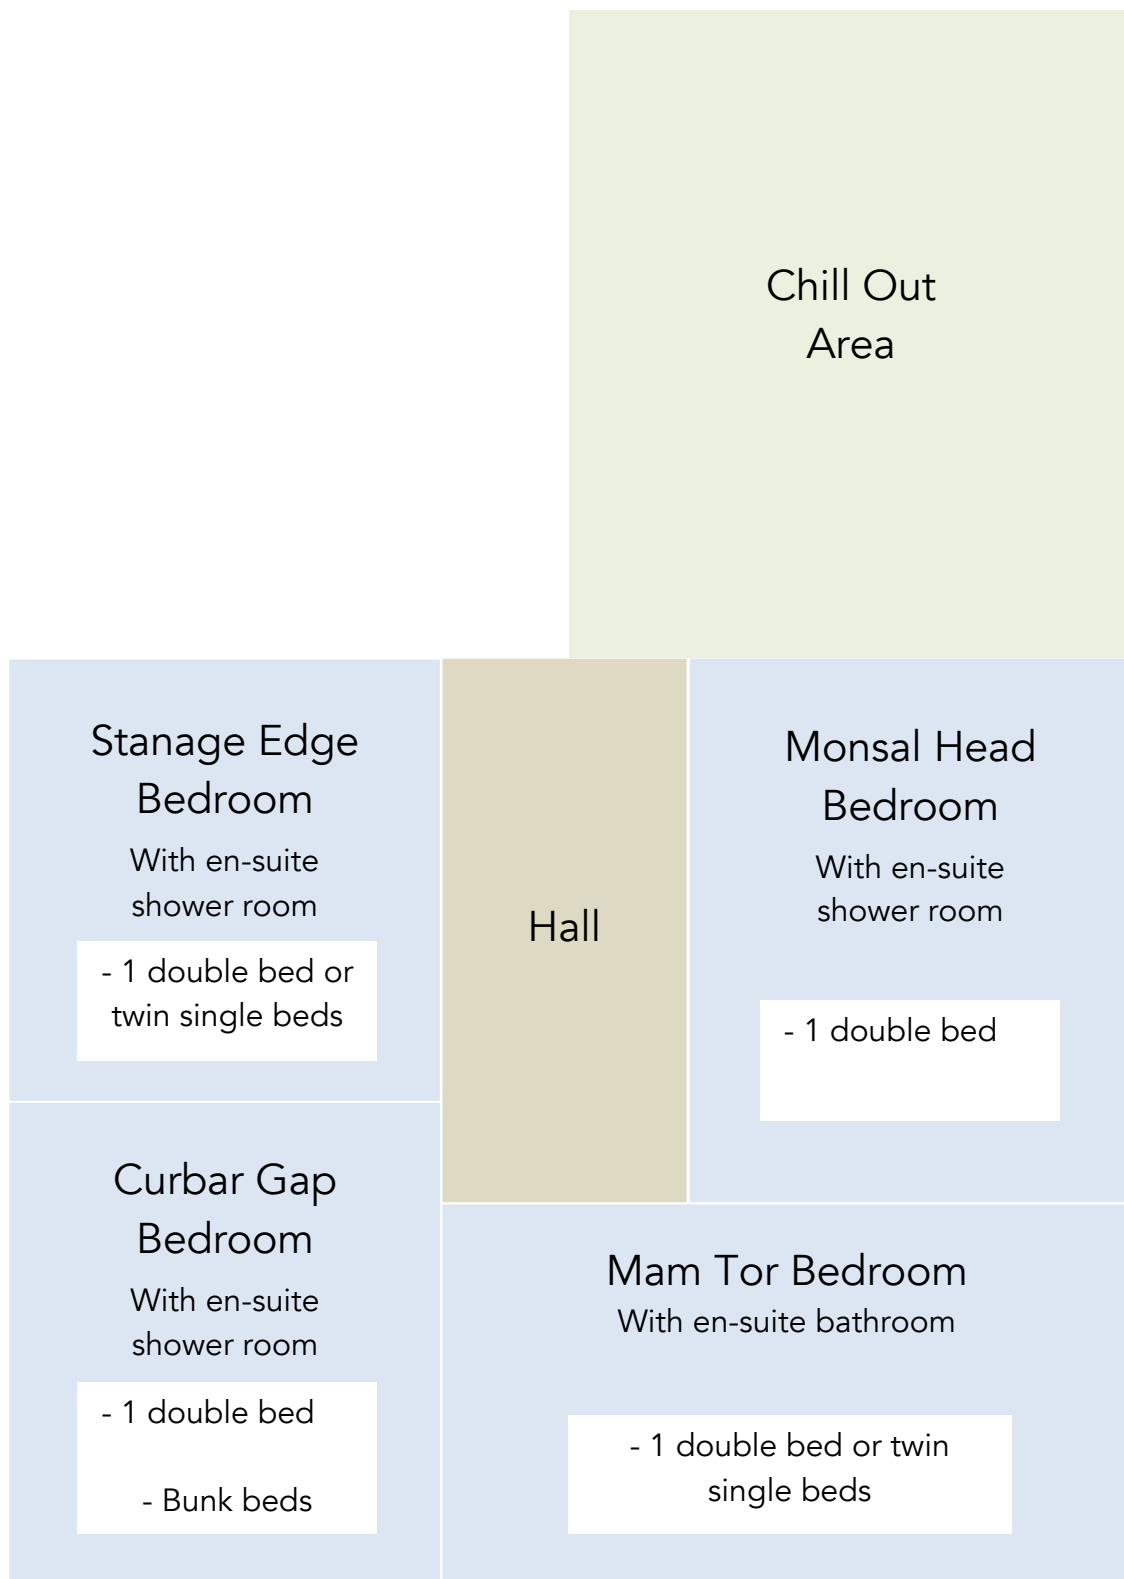 Chill Out
Area
Stanage Edge
Bedroom
With en-suite
shower room
- 1 double bed or
twin single beds
Hall
Monsal Head
Bedroom
With en-suite
shower room
- 1 double bed
Curbar Gap
Bedroom
With en-suite
shower room
- 1 double bed
- Bunk beds
Mam Tor Bedroom
With en-suite bathroom
- 1 double bed or twin
single beds